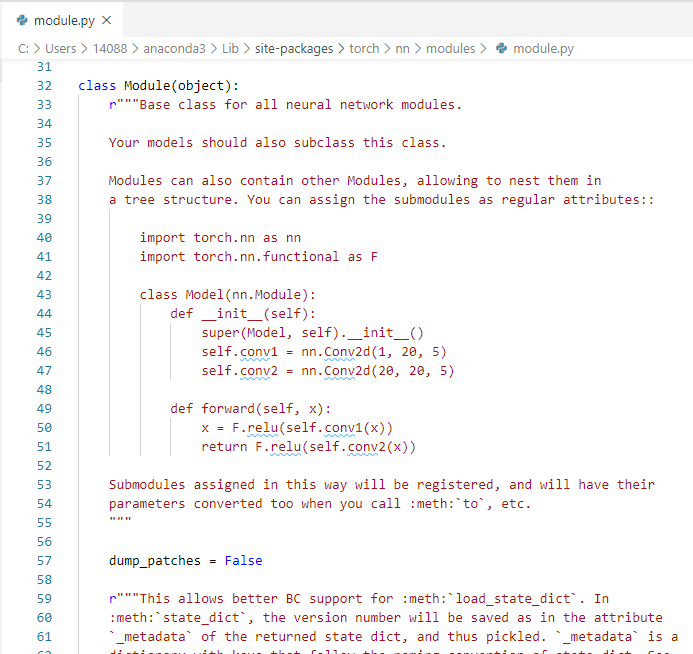 module.py
C: > Users > 14088 > anaconda3 > Lib > site-packages > torch > nn > modules > module.py
31
32 class Module(object):
33     r"""Base class for all neural network modules.
34
35     Your models should also subclass this class.
36
37     Modules can also contain other Modules, allowing to nest them in
38     a tree structure. You can assign the submodules as regular attributes::
39
40         import torch.nn as nn
41         import torch.nn.functional as F
42
43         class Model(nn.Module):
44             def __init__(self):
45                 super(Model, self).__init__()
46                 self.conv1 = nn.Conv2d(1, 20, 5)
47                 self.conv2 = nn.Conv2d(20, 20, 5)
48
49             def forward(self, x):
50                 x = F.relu(self.conv1(x))
51                 return F.relu(self.conv2(x))
52
53     Submodules assigned in this way will be registered, and will have their
54     parameters converted too when you call :meth:`to`, etc.
55     """
56
57     dump_patches = False
58
59     r"""This allows better BC support for :meth:`load_state_dict`. In
60     :meth:`state_dict`, the version number will be saved as in the attribute
61     `_metadata` of the returned state dict, and thus pickled. `_metadata` is a